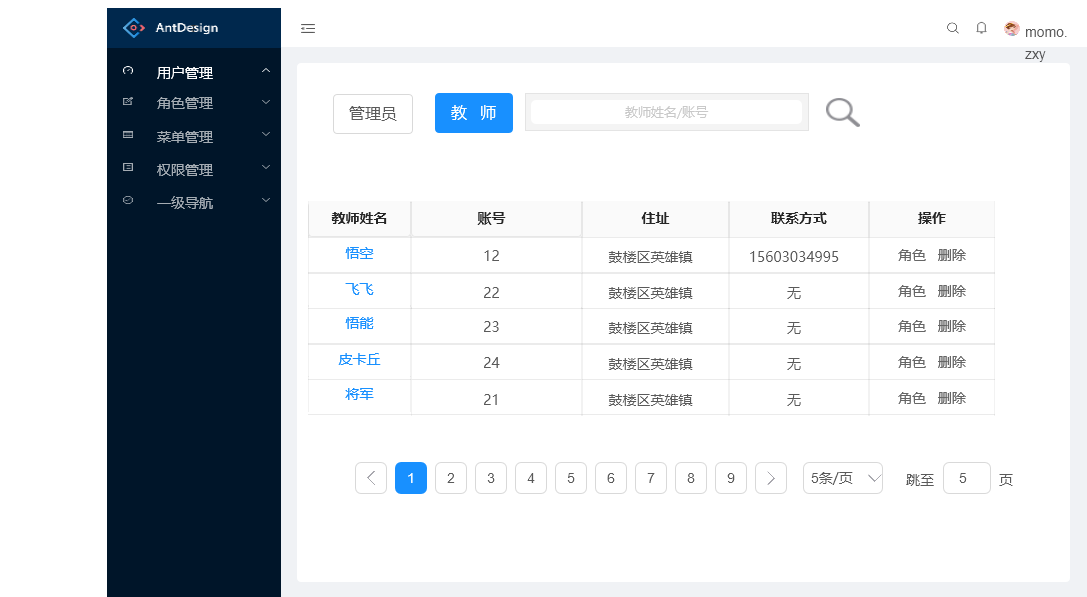 AntDesign
momo.
zxy
用户管理
角色管理
菜单管理
权限管理
一级导航
管理员 教 师 教师姓名/账号
教师姓名 账号 住址 联系方式 操作
悟空 12 鼓楼区英雄镇 15603034995 角色 删除
飞飞 22 鼓楼区英雄镇 无 角色 删除
悟能 23 鼓楼区英雄镇 无 角色 删除
皮卡丘 24 鼓楼区英雄镇 无 角色 删除
将军 21 鼓楼区英雄镇 无 角色 删除
1 2 3 4 5 6 7 8 9 5条/页 跳至 5 页